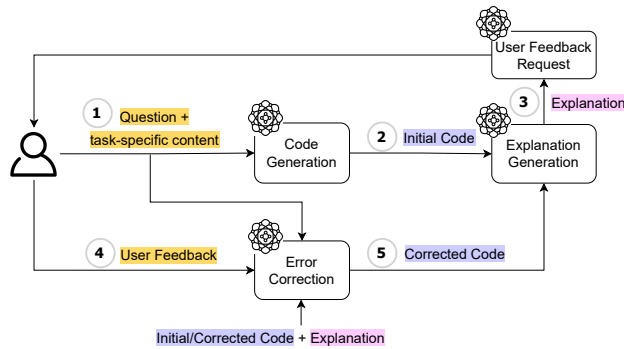 User Feedback
Request
1
Question +
task-specific content
3
Explanation
Code
Generation
2
Initial Code
Explanation
Generation
4
User Feedback
Error
Correction
5
Corrected Code
Initial/Corrected Code + Explanation